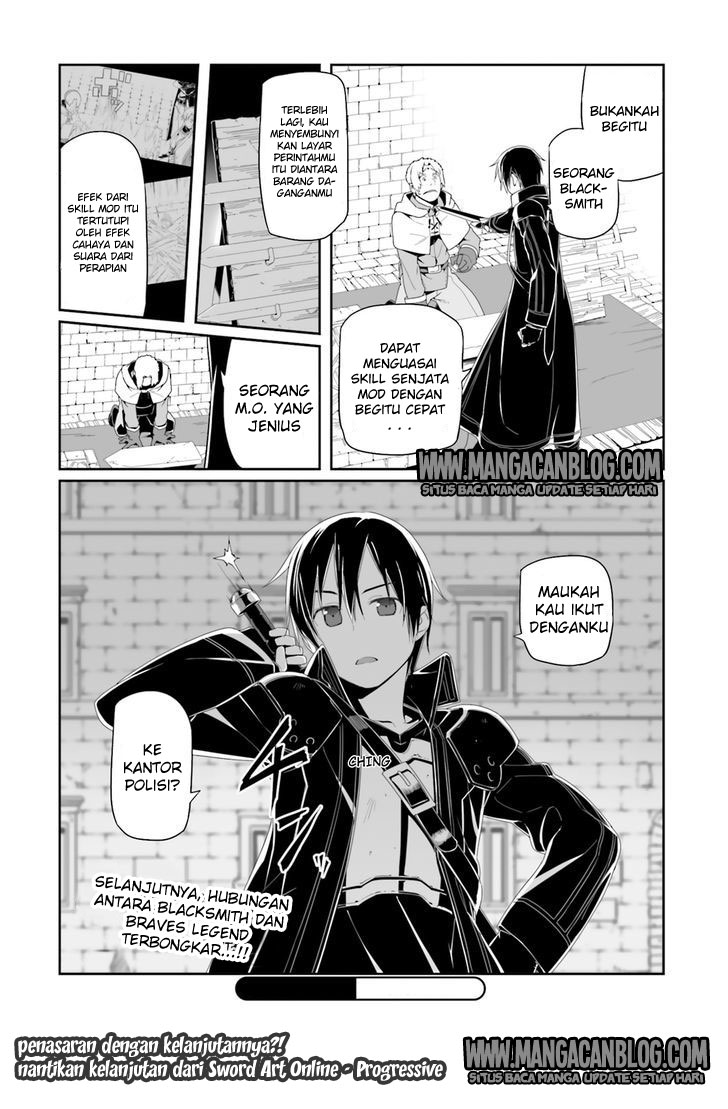 BUKANKAH
BEGITU
SEORANG
BLACK-
SMITH
DAPAT
MENGUASAI
SKILL SENJATA
MOD DENGAN
BEGITU CEPAT
...
TERLEBIH
LAGI, KAU
MENYEMBUNYI
KAN LAYAR
PERINTAHMU
ITU DIANTARA
BARANG DA-
GANGANMU
EFEK DARI
SKILL MOD ITU
TERTUTUPI
OLEH EFEK
CAHAYA DAN
SUARA DARI
PERAPIAN
SEORANG
M.O. YANG
JENIUS
WWW.MANGACANBLOG.COM
SITUS BACA MANGA UPDATE SETIAP HARI
MAUKAH
KAU IKUT
DENGANKU
CHING
KE
KANTOR
POLISI?
SELANJUTNYA, HUBUNGAN
ANTARA BLACKSMITH DAN
BRAVES LEGEND
TERBONGKAR...!!
penasaran dengan kelanjutannya?!
nantikan kelanjutan dari Sword Art Online - Progressive
WWW.MANGACANBLOG.COM
SITUS BACA MANGA UPDATE SETIAP HARI